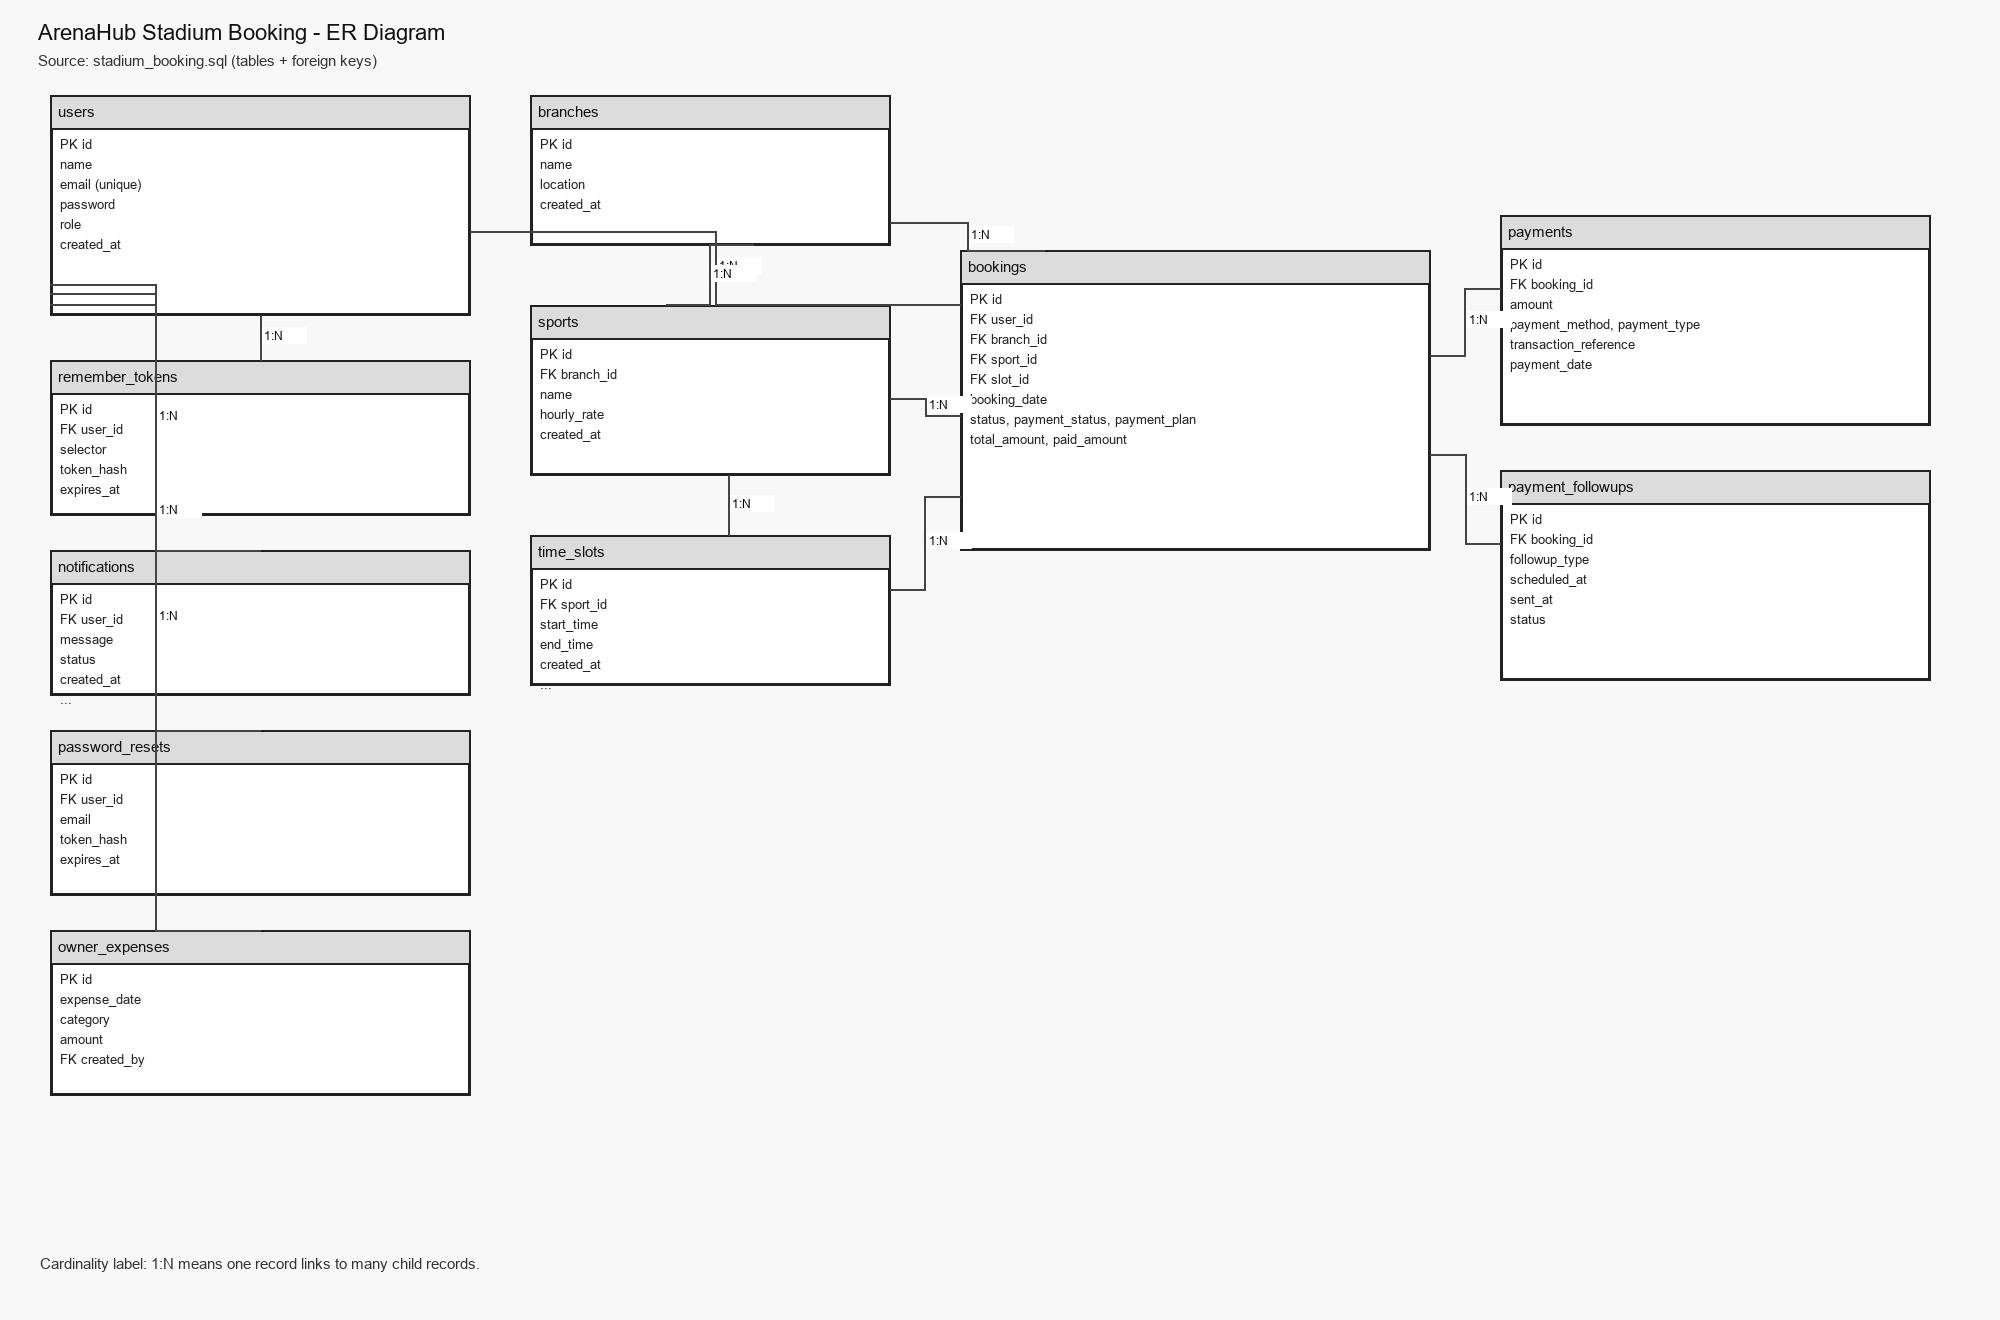 ArenaHub Stadium Booking - ER Diagram
Source: stadium_booking.sql (tables + foreign keys)
users
PK id
name
email (unique)
password
role
created_at
1:N
remember_tokens
PK id
FK user_id
selector
token_hash
expires_at
1:N
1:N
notifications
PK id
FK user_id
message
status
created_at
...
1:N
password_resets
PK id
FK user_id
email
token_hash
expires_at
owner_expenses
PK id
expense_date
category
amount
FK created_by
branches
PK id
name
location
created_at
1:N
1:N
sports
PK id
FK branch_id
name
hourly_rate
created_at
1:N
time_slots
PK id
FK sport_id
start_time
end_time
created_at
...
1:N
1:N
1:N
bookings
PK id
FK user_id
FK branch_id
FK sport_id
FK slot_id
booking_date
status, payment_status, payment_plan
total_amount, paid_amount
1:N
1:N
payments
PK id
FK booking_id
amount
payment_method, payment_type
transaction_reference
payment_date
payment_followups
PK id
FK booking_id
followup_type
scheduled_at
sent_at
status
Cardinality label: 1:N means one record links to many child records.